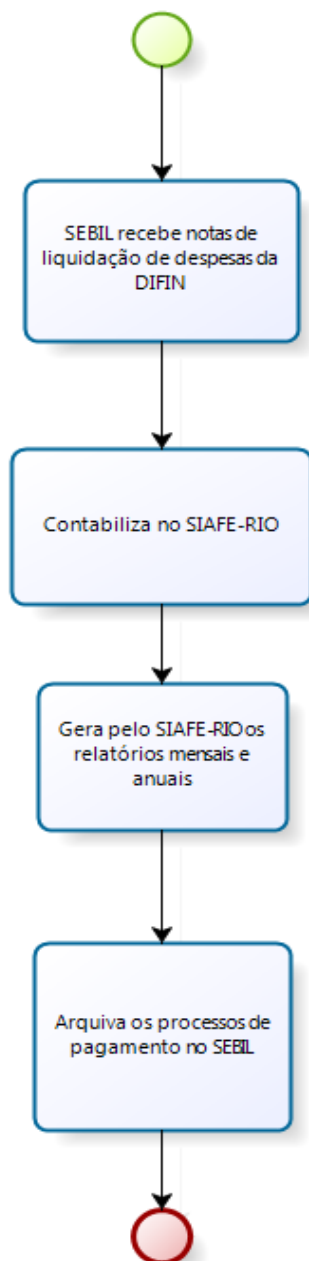 SEBIL recebe notas de
liquidação de despesas da
DIFIN
Contabiliza no SIAFE-RIO
Gera pelo SIAFE-RIO os
relatórios mensais e
anuais
Arquiva os processos de
pagamento no SEBIL